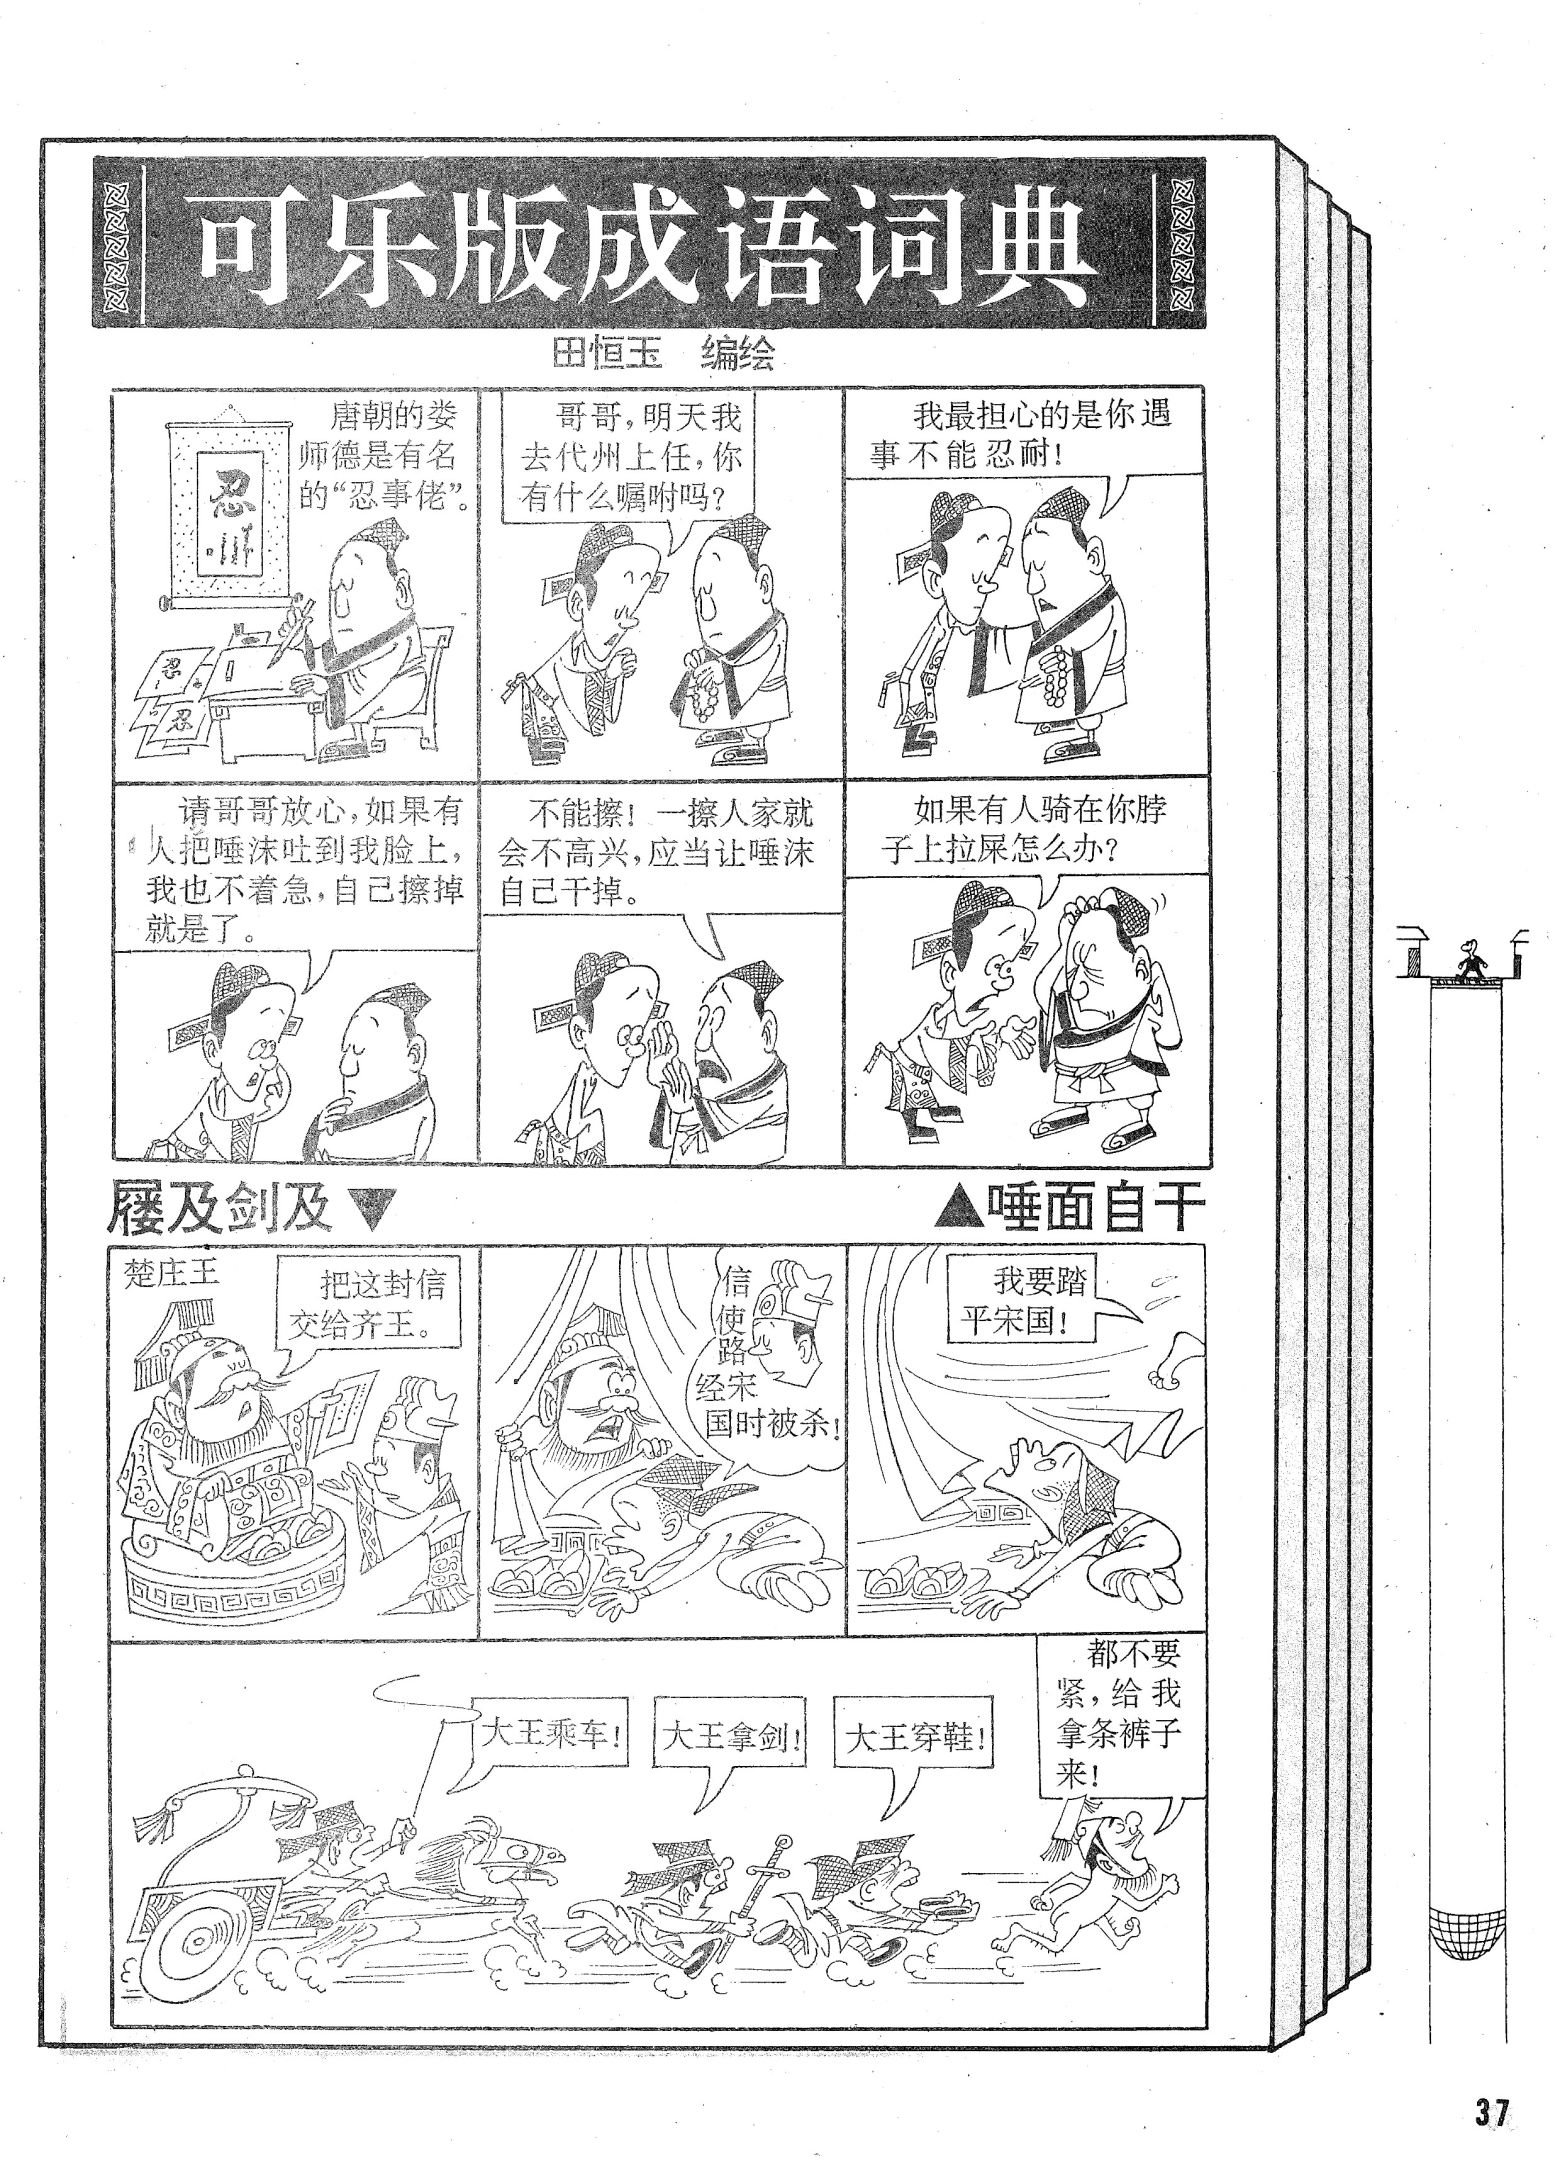 可乐版成语词典
田恒玉 编绘
唐朝的娄
师德是有名
的“忍事佬”。
忍
忍
忍
哥哥，明天我
去代州上任，你
有什么嘱咐吗？
我最担心的是你遇
事不能忍耐！
请哥哥放心，如果有
人把唾沫吐到我脸上，
我也不着急，自己擦掉
就是了。
不能擦！一擦人家就
会不高兴，应当让唾沫
自己干掉。
如果有人骑在你脖
子上拉屎怎么办？
▲唾面自干
屦及剑及▼
楚庄王
把这封信
交给齐王。
信
使
路
经宋
国时被杀！
我要踏
平宋国！
大王乘车！
大王拿剑！
大王穿鞋！
都不要
紧，给我
拿条裤子
来！
37